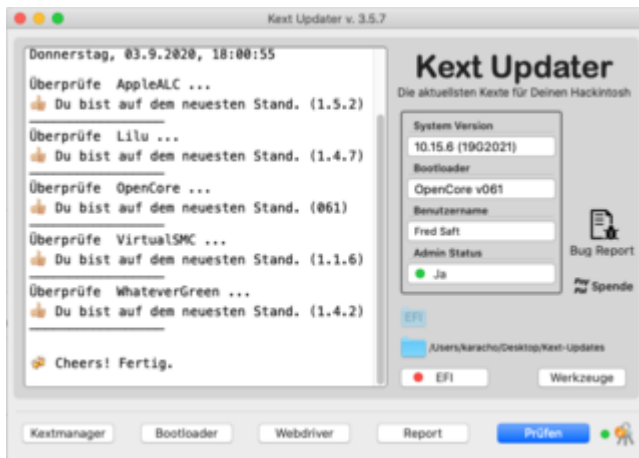 Kext Updater v. 3.5.7
Donnerstag, 03.9.2020, 18:00:55
Überprüfe AppleALC ...
Du bist auf dem neuesten Stand. (1.5.2)
Überprüfe Lilu ...
Du bist auf dem neuesten Stand. (1.4.7)
Überprüfe OpenCore ...
Du bist auf dem neuesten Stand. (061)
Überprüfe VirtualSMC ...
Du bist auf dem neuesten Stand. (1.1.6)
Überprüfe WhateverGreen ...
Du bist auf dem neuesten Stand. (1.4.2)
Cheers! Fertig.
Kext Updater
Die aktuellsten Kexte für Deinen Hackintosh
System Version
10.15.6 (19G2021)
Bootloader
OpenCore v061
Benutzername
Fred Saft
Admin Status
Ja
Bug Report
PayPal Spende
EFI
/Users/karacho/Desktop/Kext-Updates
EFI
Werkzeuge
Kextmanager
Bootloader
Webdriver
Report
Prüfen